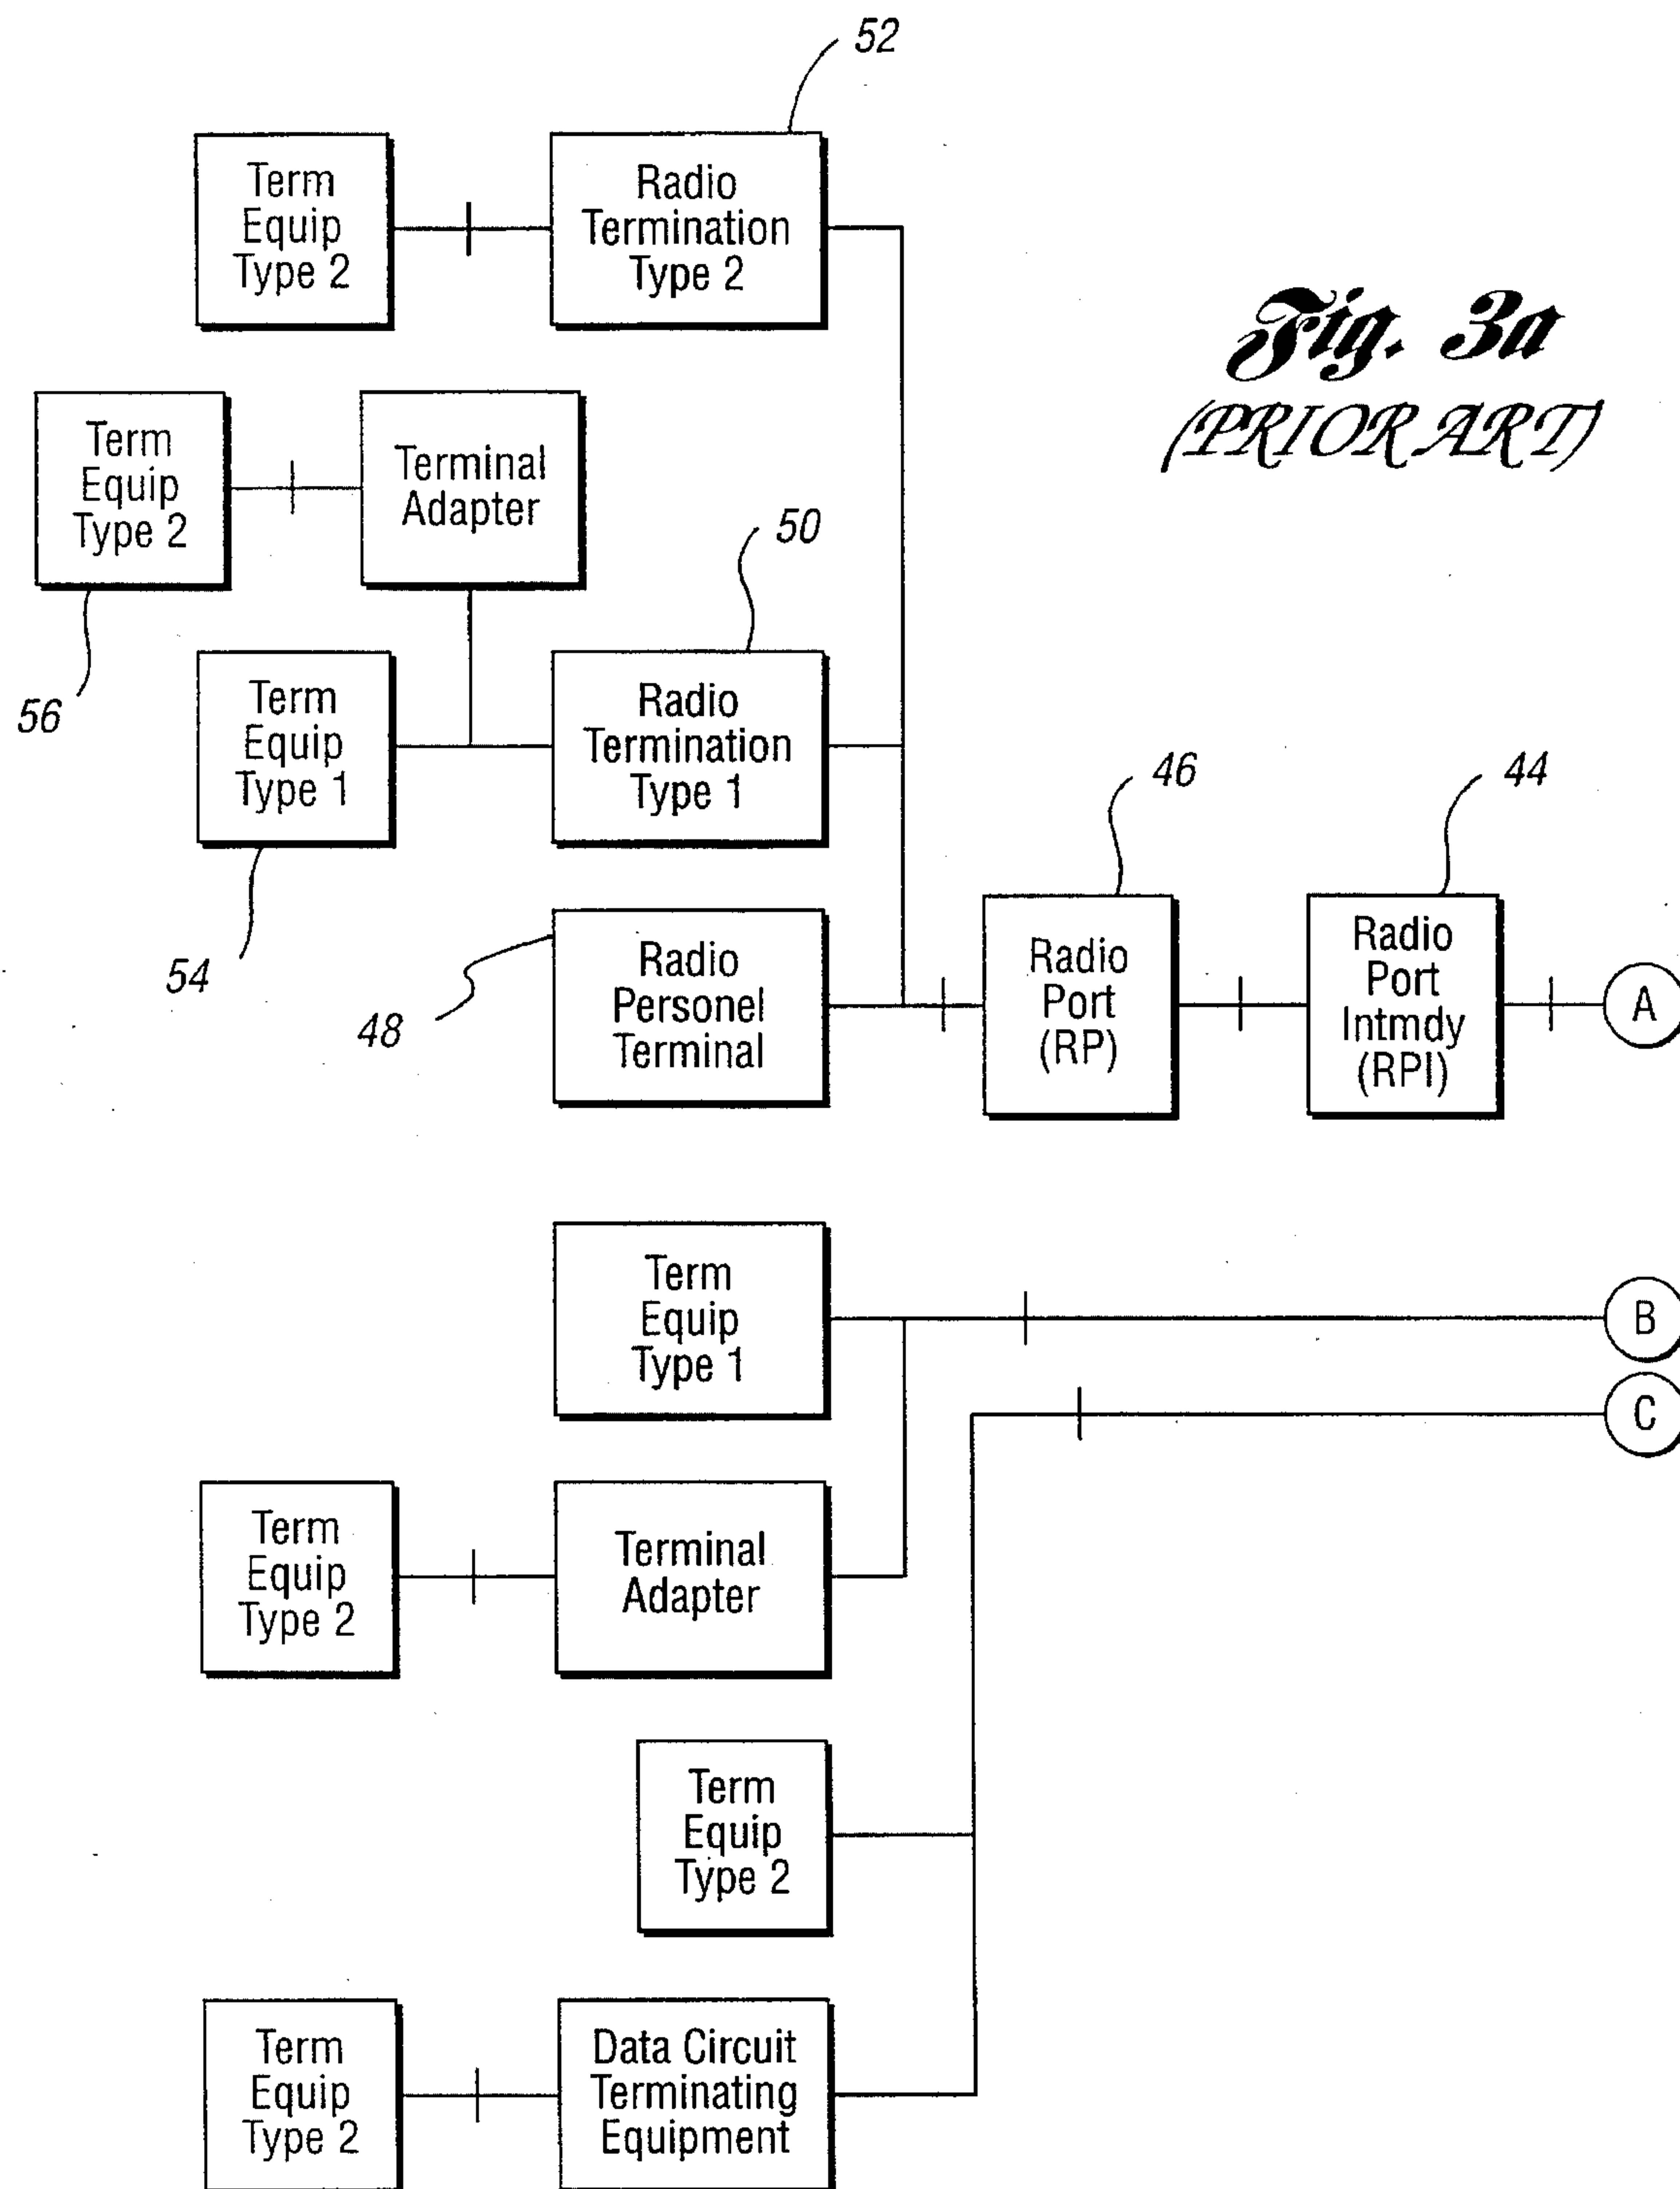 52
Term
Equip
Type 2
Radio
Termination
Type 2
Fig. 3a
(PRIOR ART)
Term
Equip
Type 2
Terminal
Adapter
50
56
Term
Equip
Type 1
Radio
Termination
Type 1
46
44
54
48
Radio
Personel
Terminal
Radio
Port
(RP)
Radio
Port
Intmdy
(RPI)
A
Term
Equip
Type 1
B
C
Term
Equip
Type 2
Terminal
Adapter
Term
Equip
Type 2
Term
Equip
Type 2
Data Circuit
Terminating
Equipment